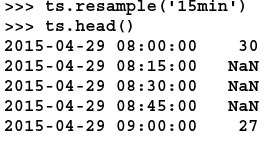 >>> ts.resample('15min')
>>> ts.head()
2015-04-29 08:00:00 30
2015-04-29 08:15:00 NaN
2015-04-29 08:30:00 NaN
2015-04-29 08:45:00 NaN
2015-04-29 09:00:00 27